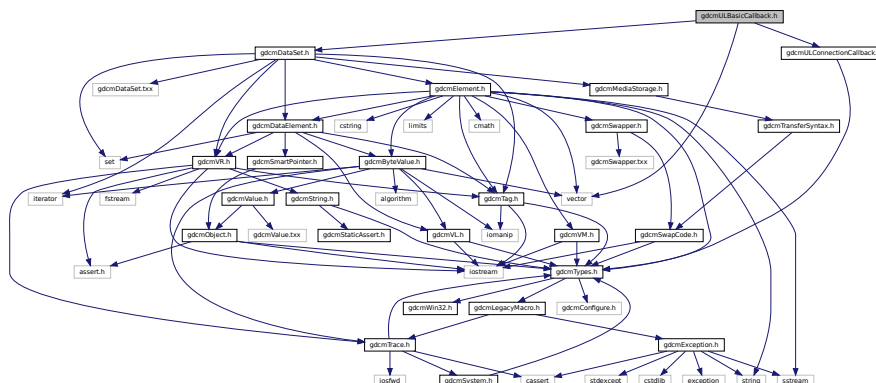 gdcmULBasicCallback.h
gdcmDataSet.h
gdcmULConnectionCallback.
gdcmDataSet.txx
gdcmElement.h
gdcmMediaStorage.h
gdcmDataElement.h
cstring
limits
cmath
gdcmSwapper.h
gdcmTransferSyntax.h
set
gdcmVR.h
gdcmSmartPointer.h
gdcmByteValue.h
gdcmSwapper.txx
iterator
fstream
gdcmValue.h
gdcmString.h
algorithm
gdcmTag.h
vector
gdcmObject.h
gdcmValue.txx
gdcmStaticAssert.h
gdcmVL.h
iomanip
gdcmVM.h
gdcmSwapCode.h
assert.h
iostream
gdcmTypes.h
gdcmWin32.h
gdcmLegacyMacro.h
gdcmConfigure.h
gdcmTrace.h
gdcmException.h
iosfwd
gdcmSystem.h
cassert
stdexcept
cstdlib
exception
string
sstream